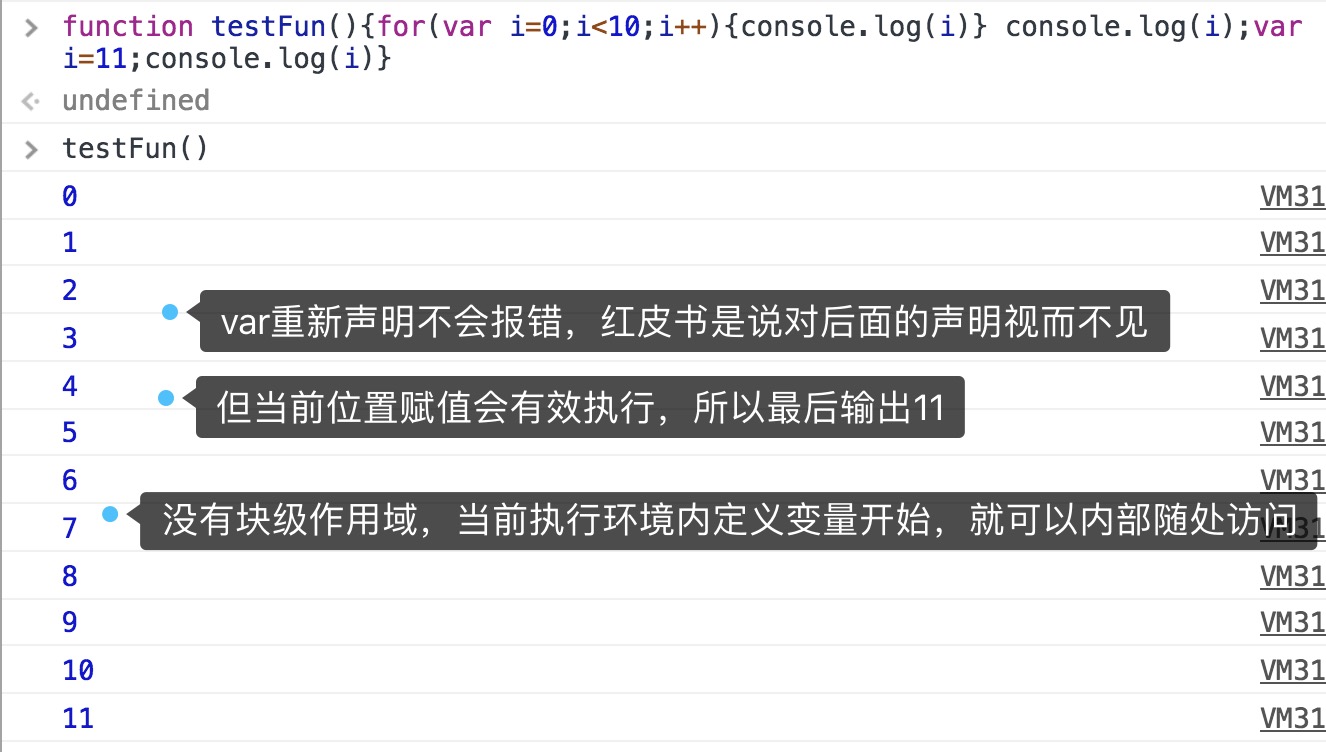 function testFun(){for(var i=0;i<10;i++){console.log(i)} console.log(i);var
i=11;console.log(i)}
undefined
testFun()
0 VM31
1 VM31
2 VM31
var重新声明不会报错，红皮书是说对后面的声明视而不见
3 VM31
4 VM31
但当前位置赋值会有效执行，所以最后输出11
5 VM31
6 VM31
没有块级作用域，当前执行环境内定义变量开始，就可以内部随处访问
7 VM31
8 VM31
9 VM31
10 VM31
11 VM31